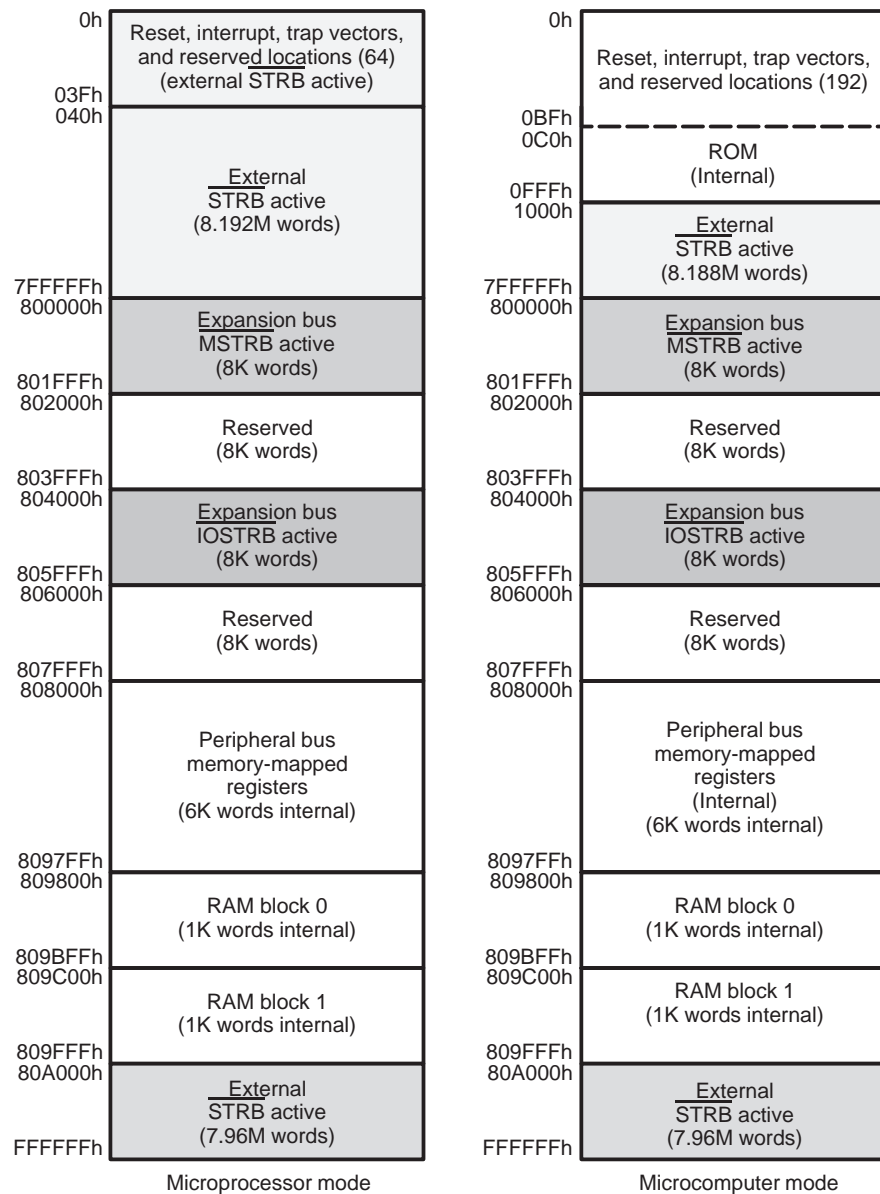 0h
Reset, interrupt, trap vectors,
and reserved locations (64)
(external STRB active)
03Fh
040h
External
STRB active
(8.192M words)
7FFFFFh
800000h
Expansion bus
MSTRB active
(8K words)
801FFFh
802000h
Reserved
(8K words)
803FFFh
804000h
Expansion bus
IOSTRB active
(8K words)
805FFFh
806000h
Reserved
(8K words)
807FFFh
808000h
Peripheral bus
memory-mapped
registers
(6K words internal)
8097FFh
809800h
RAM block 0
(1K words internal)
809BFFh
809C00h
RAM block 1
(1K words internal)
809FFFh
80A000h
External
STRB active
(7.96M words)
FFFFFFh
Microprocessor mode
0h
Reset, interrupt, trap vectors,
and reserved locations (192)
0BFh
0C0h
ROM
(Internal)
0FFFh
1000h
External
STRB active
(8.188M words)
7FFFFFh
800000h
Expansion bus
MSTRB active
(8K words)
801FFFh
802000h
Reserved
(8K words)
803FFFh
804000h
Expansion bus
IOSTRB active
(8K words)
805FFFh
806000h
Reserved
(8K words)
807FFFh
808000h
Peripheral bus
memory-mapped
registers
(Internal)
(6K words internal)
8097FFh
809800h
RAM block 0
(1K words internal)
809BFFh
809C00h
RAM block 1
(1K words internal)
809FFFh
80A000h
External
STRB active
(7.96M words)
FFFFFFh
Microcomputer mode